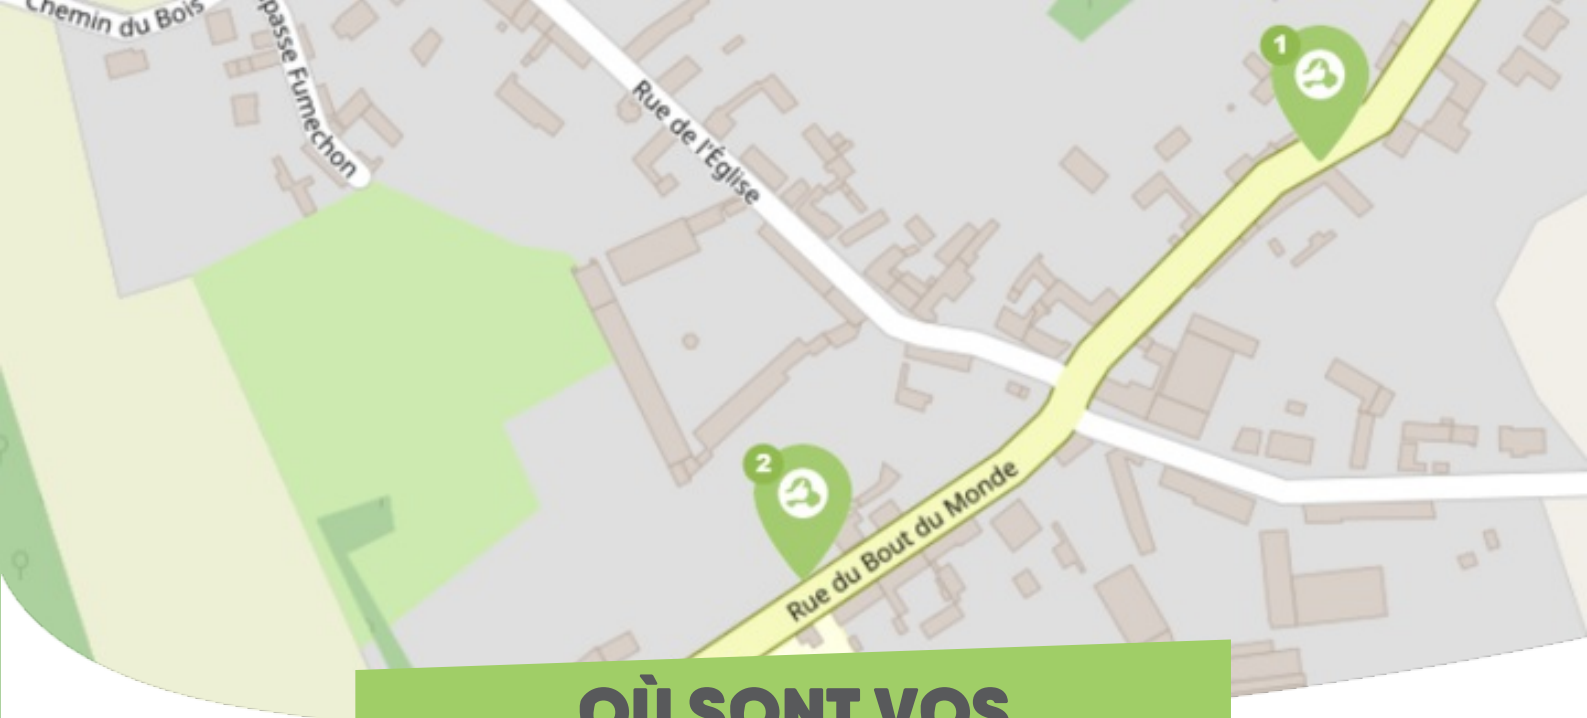 Chemin du Bois
passe Fumechon
Rue de l'Église
1
2
Rue du Bout du Monde
OÙ SONT VOS